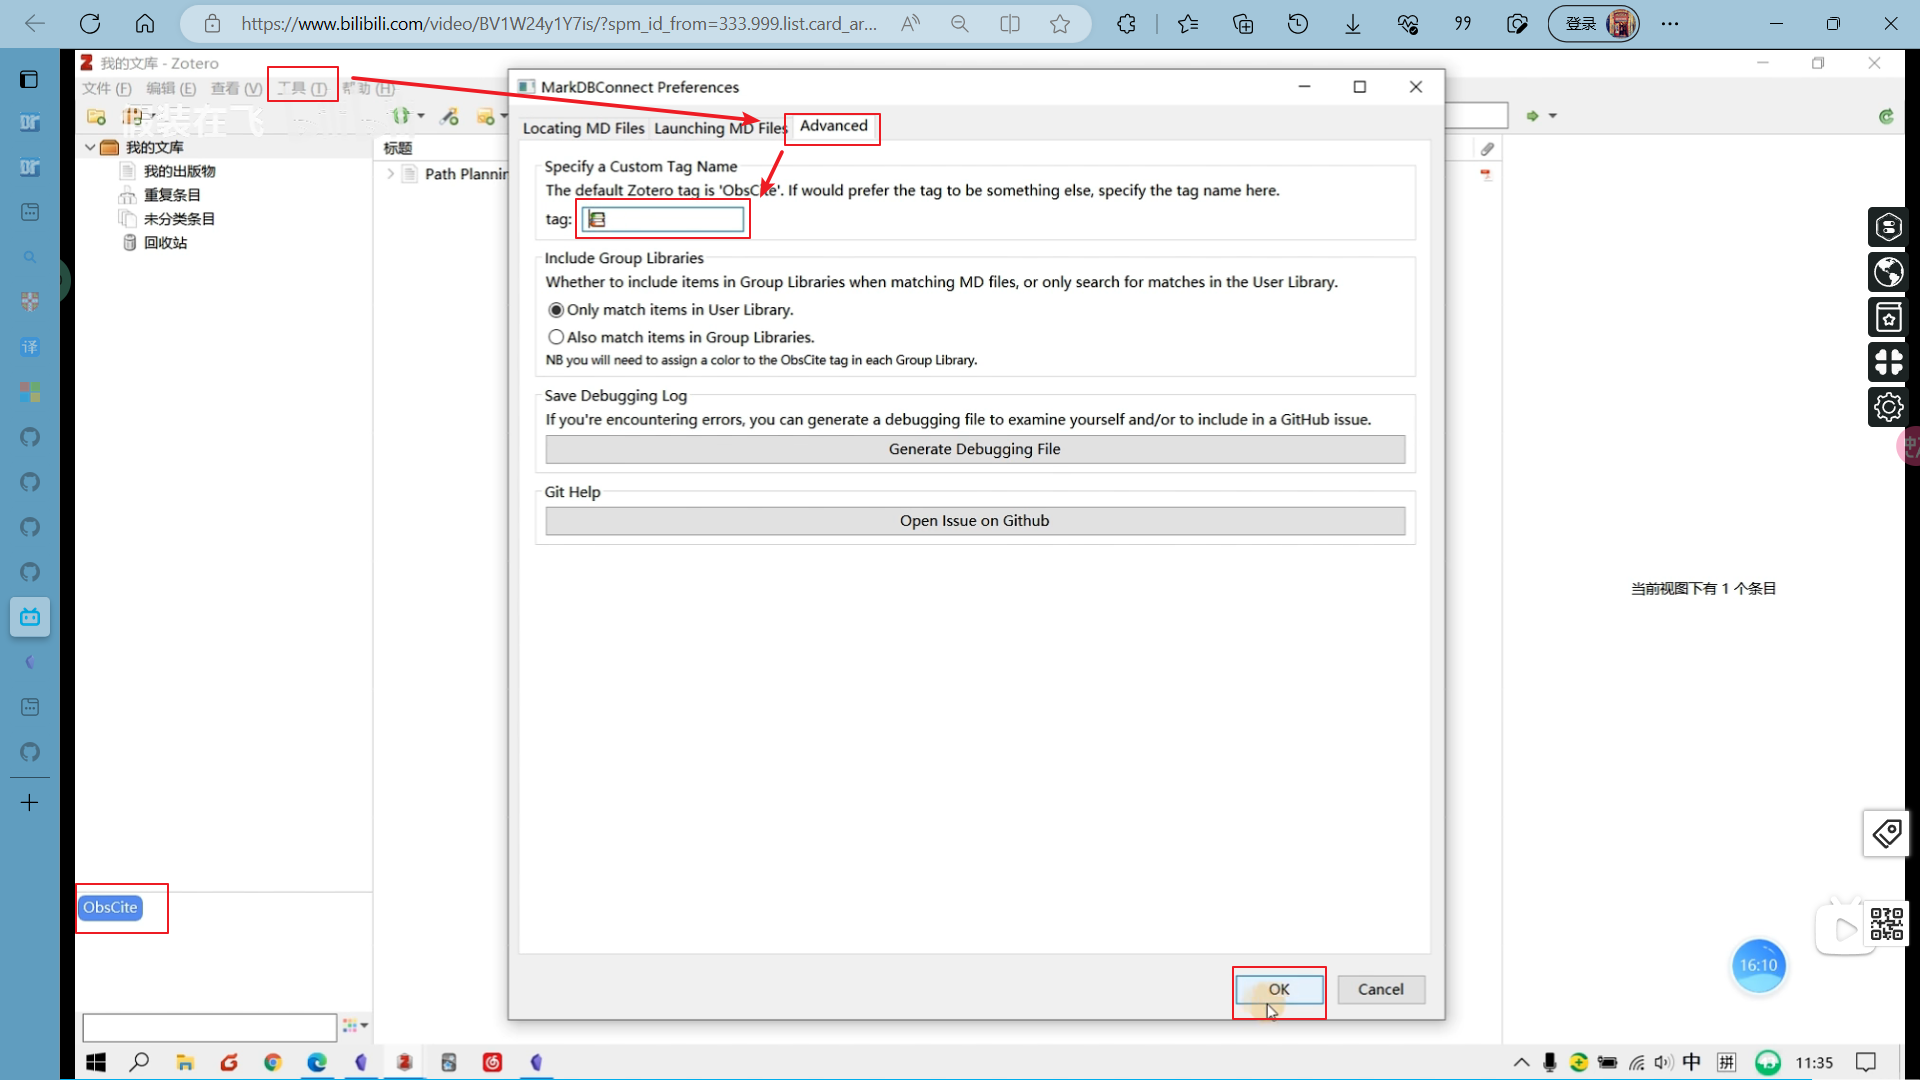 https://www.bilibili.com/video/BV1W24y1Y7is/?spm_id_from=333.999.list.card_ar...
登录
我的文库 - Zotero
文件 (F) 编辑 (E) 查看 (V) 工具 (T) 帮助 (H)
假装在飞
我的文库
我的出版物
重复条目
未分类条目
回收站
标题
Path Plannin
MarkDBConnect Preferences
Locating MD Files Launching MD Files Advanced
Specify a Custom Tag Name
The default Zotero tag is 'ObsCite'. If would prefer the tag to be something else, specify the tag name here.
tag:
Include Group Libraries
Whether to include items in Group Libraries when matching MD files, or only search for matches in the User Library.
Only match items in User Library.
Also match items in Group Libraries.
NB you will need to assign a color to the ObsCite tag in each Group Library.
Save Debugging Log
If you're encountering errors, you can generate a debugging file to examine yourself and/or to include in a GitHub issue.
Generate Debugging File
Git Help
Open Issue on Github
OK Cancel
当前视图下有 1 个条目
ObsCite
16:10
译
中
拼
11:35